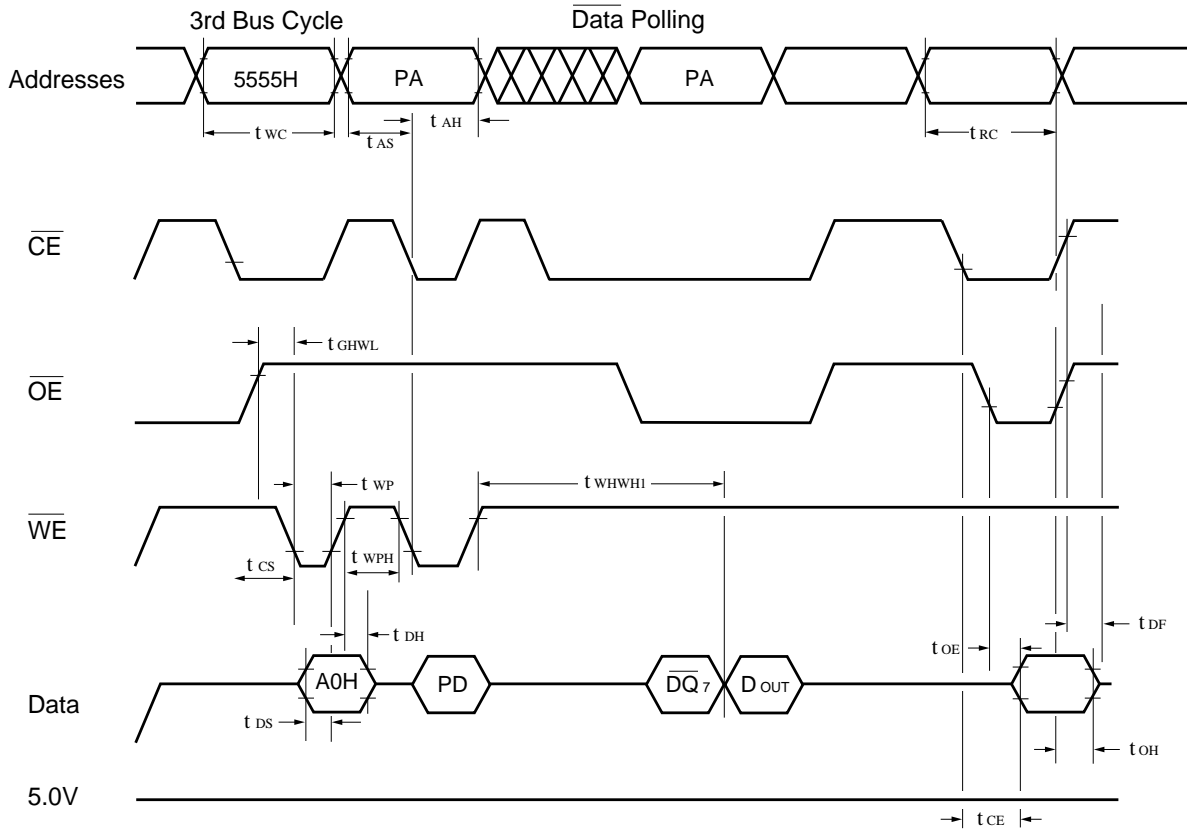 3rd Bus Cycle
Data Polling
Addresses
5555H
PA
PA
t WC
t AS
t AH
t RC
CE
t GHWL
OE
t WP
t WHWH1
WE
t CS
t WPH
t DH
t OE
t DF
Data
A0H
PD
DQ 7
D OUT
t DS
t OH
5.0V
t CE